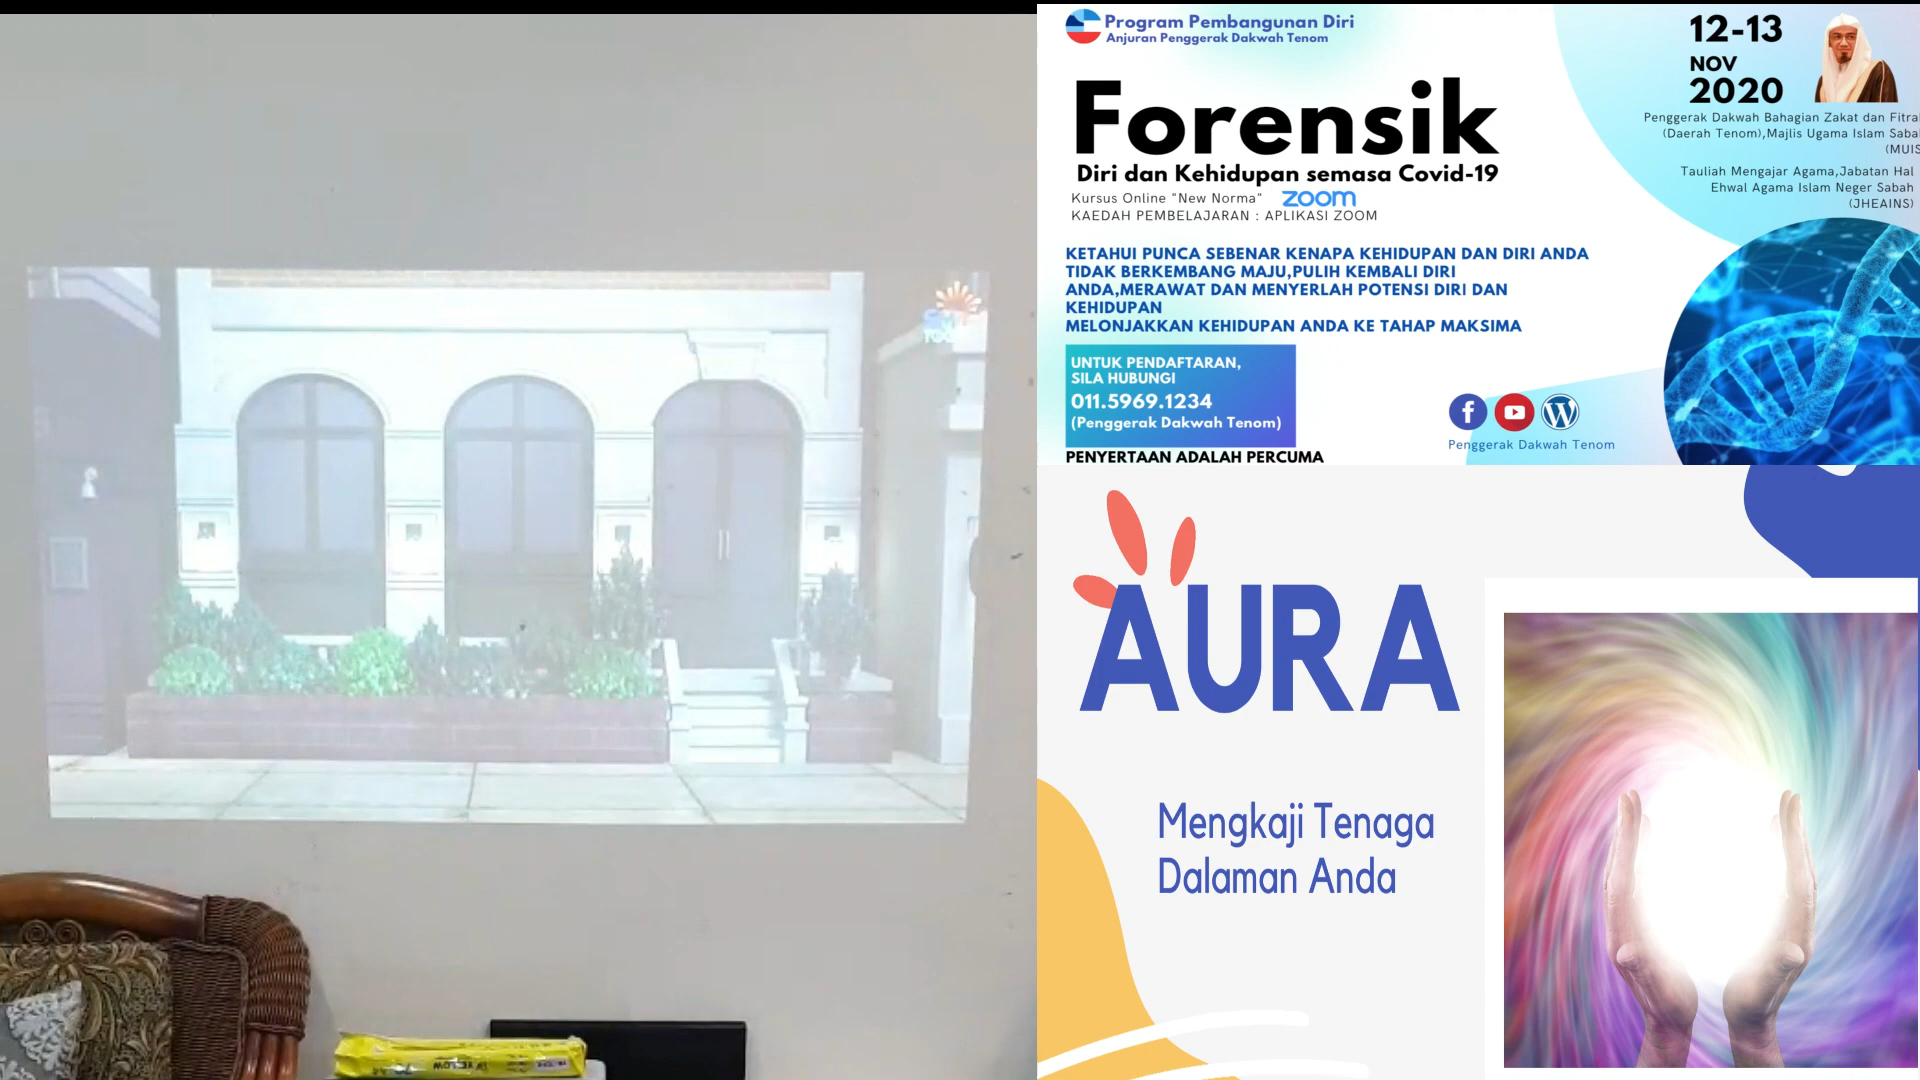 Program Pembangunan Diri
Anjuran Penggerak Dakwah Tenom
Forensik
Diri dan Kehidupan semasa Covid-19
Kursus Online "New Norma" zoom
KAEDAH PEMBELAJARAN : APLIKASI ZOOM
KETAHUI PUNCA SEBENAR KENAPA KEHIDUPAN DAN DIRI ANDA
TIDAK BERKEMBANG MAJU,PULIH KEMBALI DIRI
ANDA,MERAWAT DAN MENYERLAH POTENSI DIRI DAN
KEHIDUPAN
MELONJAKKAN KEHIDUPAN ANDA KE TAHAP MAKSIMA
UNTUK PENDAFTARAN,
SILA HUBUNGI
011.5969.1234
(Penggerak Dakwah Tenom)
PENYERTAAN ADALAH PERCUMA
12-13
NOV
2020
Penggerak Dakwah Bahagian Zakat dan Fitra
(Daerah Tenom),Majlis Ugama Islam Saba
(MUIS
Tauliah Mengajar Agama,Jabatan Hal
Ehwal Agama Islam Neger Sabah
(JHEAINS)
Penggerak Dakwah Tenom
AURA
Mengkaji Tenaga
Dalaman Anda